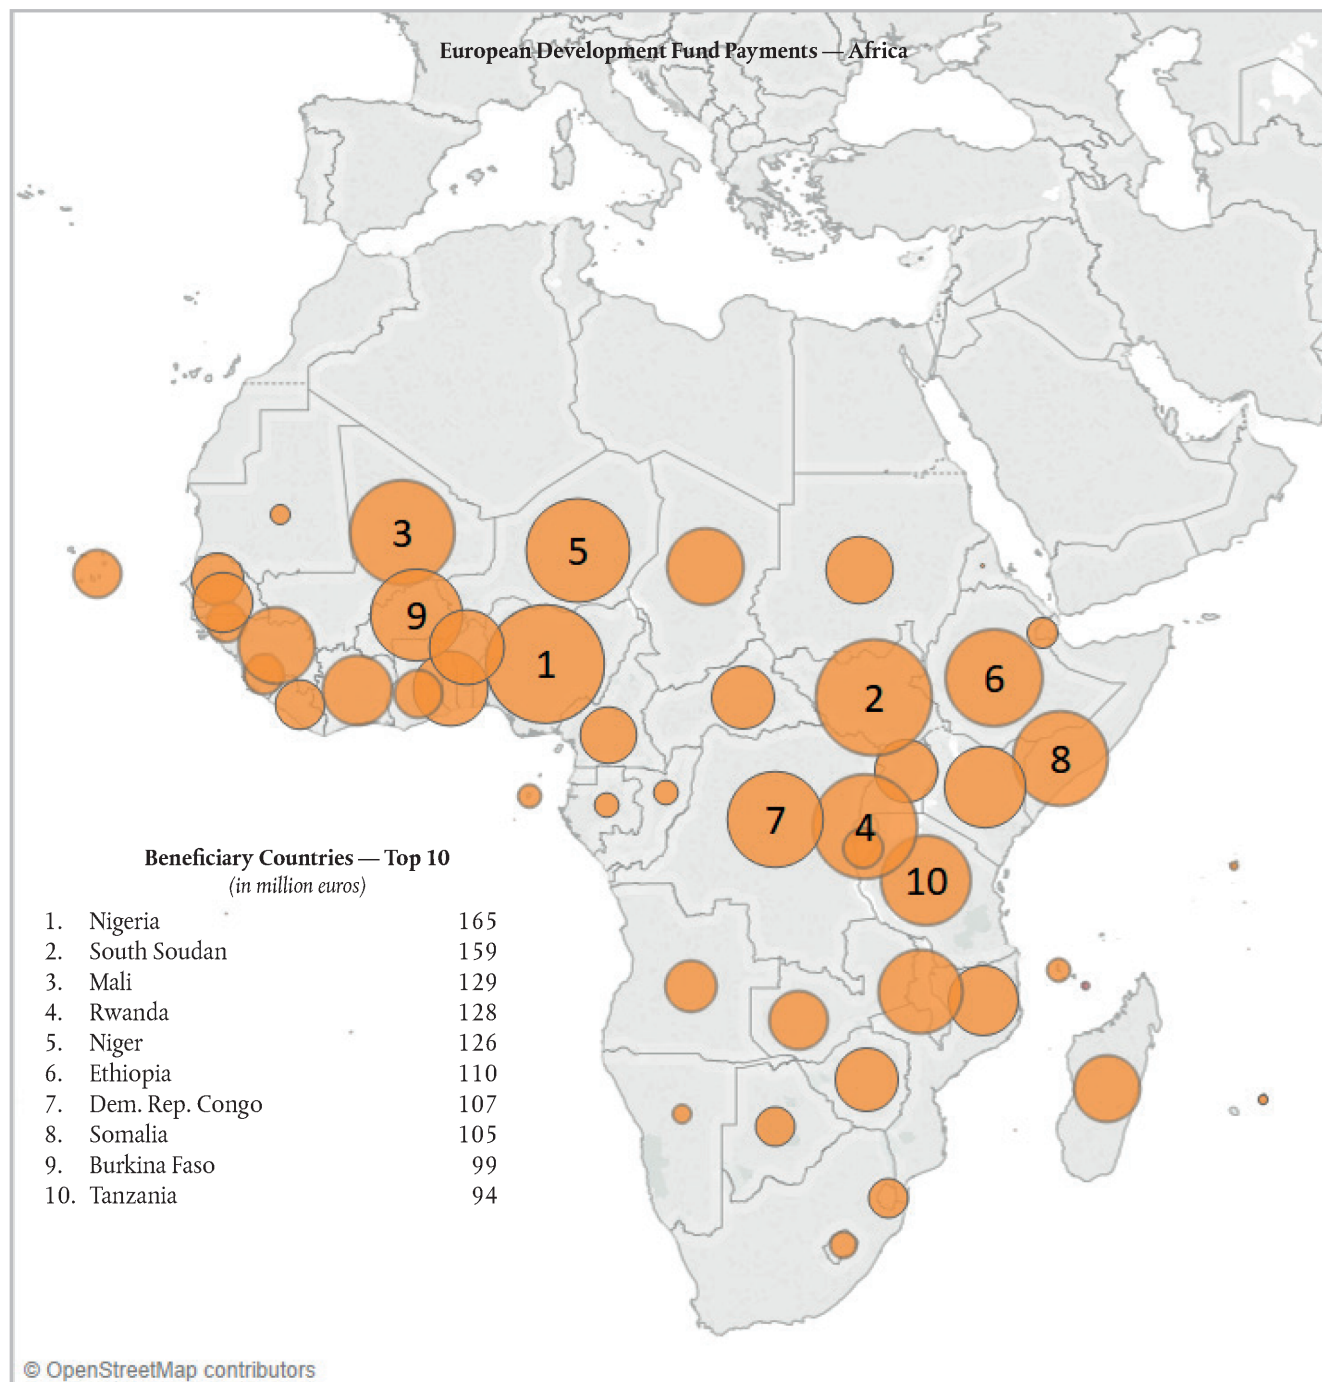 European Development Fund Payments — Africa
3
5
9
1
2
6
8
7
4
10
Beneficiary Countries — Top 10
(in million euros)
1. Nigeria 165
2. South Soudan 159
3. Mali 129
4. Rwanda 128
5. Niger 126
6. Ethiopia 110
7. Dem. Rep. Congo 107
8. Somalia 105
9. Burkina Faso 99
10. Tanzania 94
© OpenStreetMap contributors